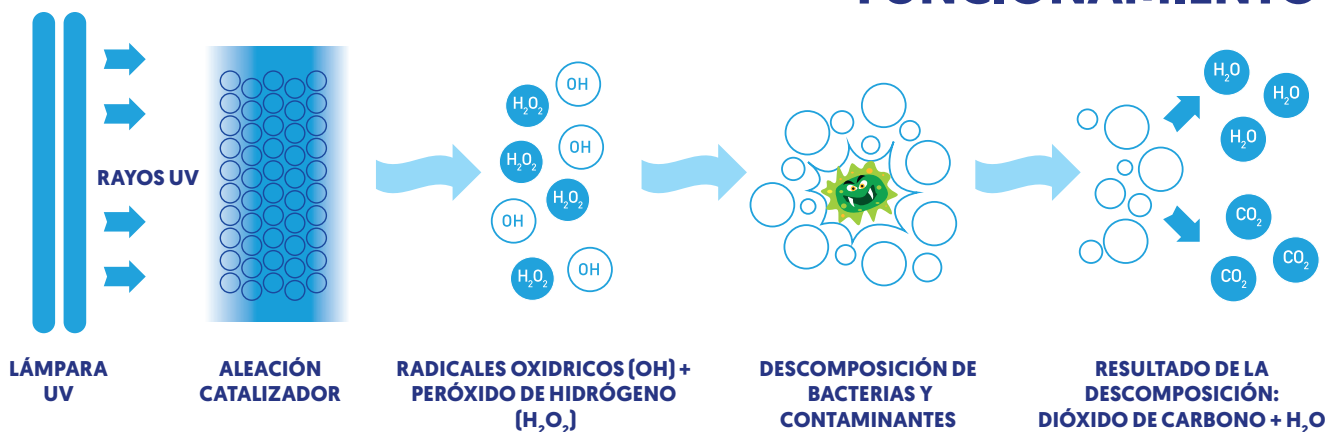 FUNCIONAMIENTO
RAYOS UV
OH
H₂O₂
OH
H₂O₂
H₂O₂
OH
OH
H₂O₂
H₂O
H₂O
H₂O
CO₂
CO₂
CO₂
LÁMPARA
UV
ALEACIÓN
CATALIZADOR
RADICALES OXIDRICOS (OH) +
PERÓXIDO DE HIDRÓGENO
(H₂O₂)
DESCOMPOSICIÓN DE
BACTERIAS Y
CONTAMINANTES
RESULTADO DE LA
DESCOMPOSICIÓN:
DIÓXIDO DE CARBONO + H₂O